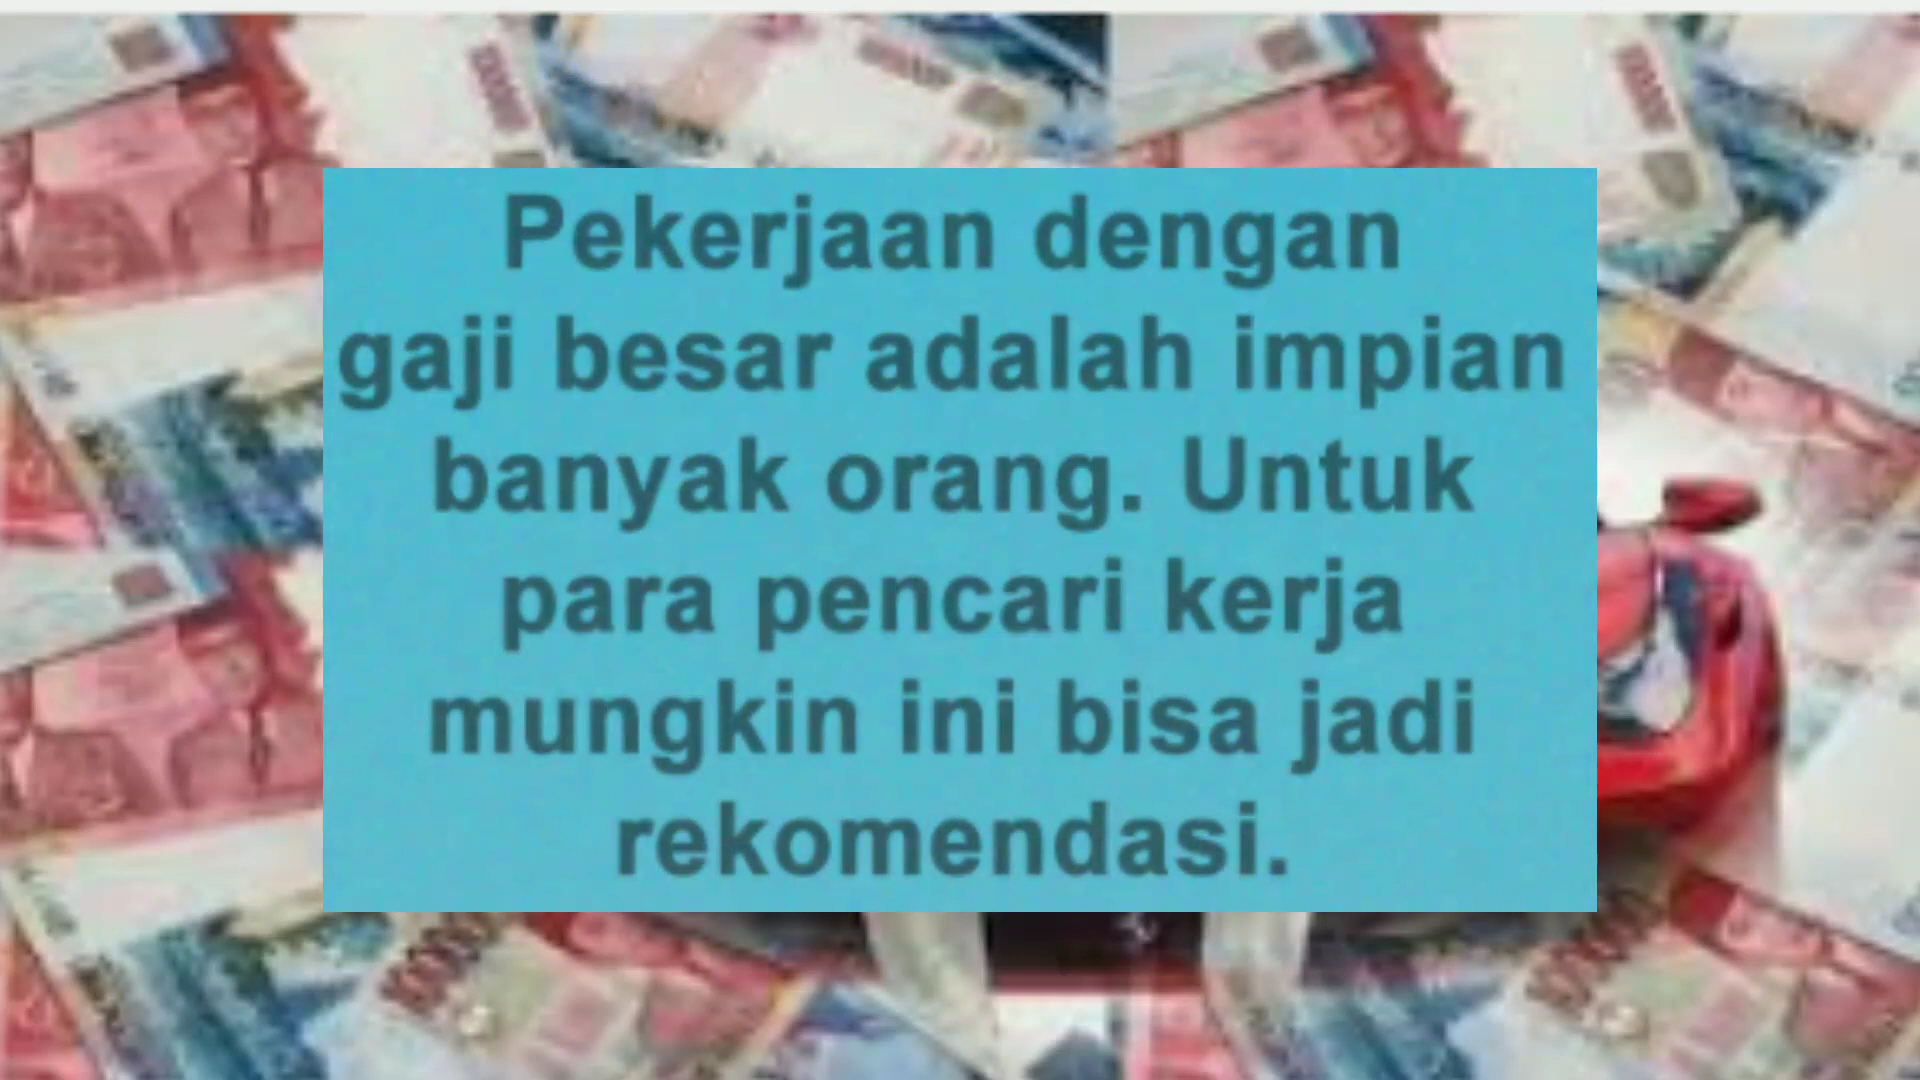 Pekerjaan dengan
gaji besar adalah impian
banyak orang. Untuk
para pencari kerja
mungkin ini bisa jadi
rekomendasi.